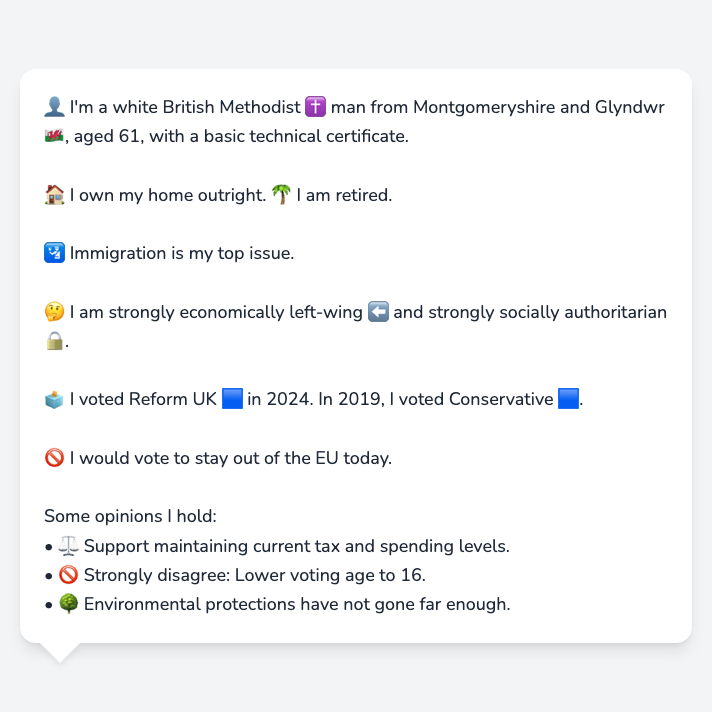 👤 I'm a white British Methodist ✝️ man from Montgomeryshire and Glyndwr
🏴󠁧󠁢󠁷󠁬󠁳󠁿, aged 61, with a basic technical certificate.
🏠 I own my home outright. 🌴 I am retired.
🛂 Immigration is my top issue.
🤔 I am strongly economically left-wing ⬅️ and strongly socially authoritarian
🔒.
🗳️ I voted Reform UK 🟦 in 2024. In 2019, I voted Conservative 🟦.
🚫 I would vote to stay out of the EU today.
Some opinions I hold:
• ⚖️ Support maintaining current tax and spending levels.
• 🚫 Strongly disagree: Lower voting age to 16.
• 🌳 Environmental protections have not gone far enough.